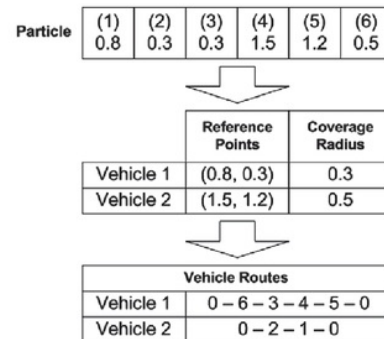 (1) (2) (3) (4) (5) (6)
Particle 0.8 0.3 0.3 1.5 1.2 0.5
Reference Points Coverage Radius
Vehicle 1 (0.8, 0.3) 0.3
Vehicle 2 (1.5, 1.2) 0.5
Vehicle Routes
Vehicle 1 0 – 6 – 3 – 4 – 5 – 0
Vehicle 2 0 – 2 – 1 – 0